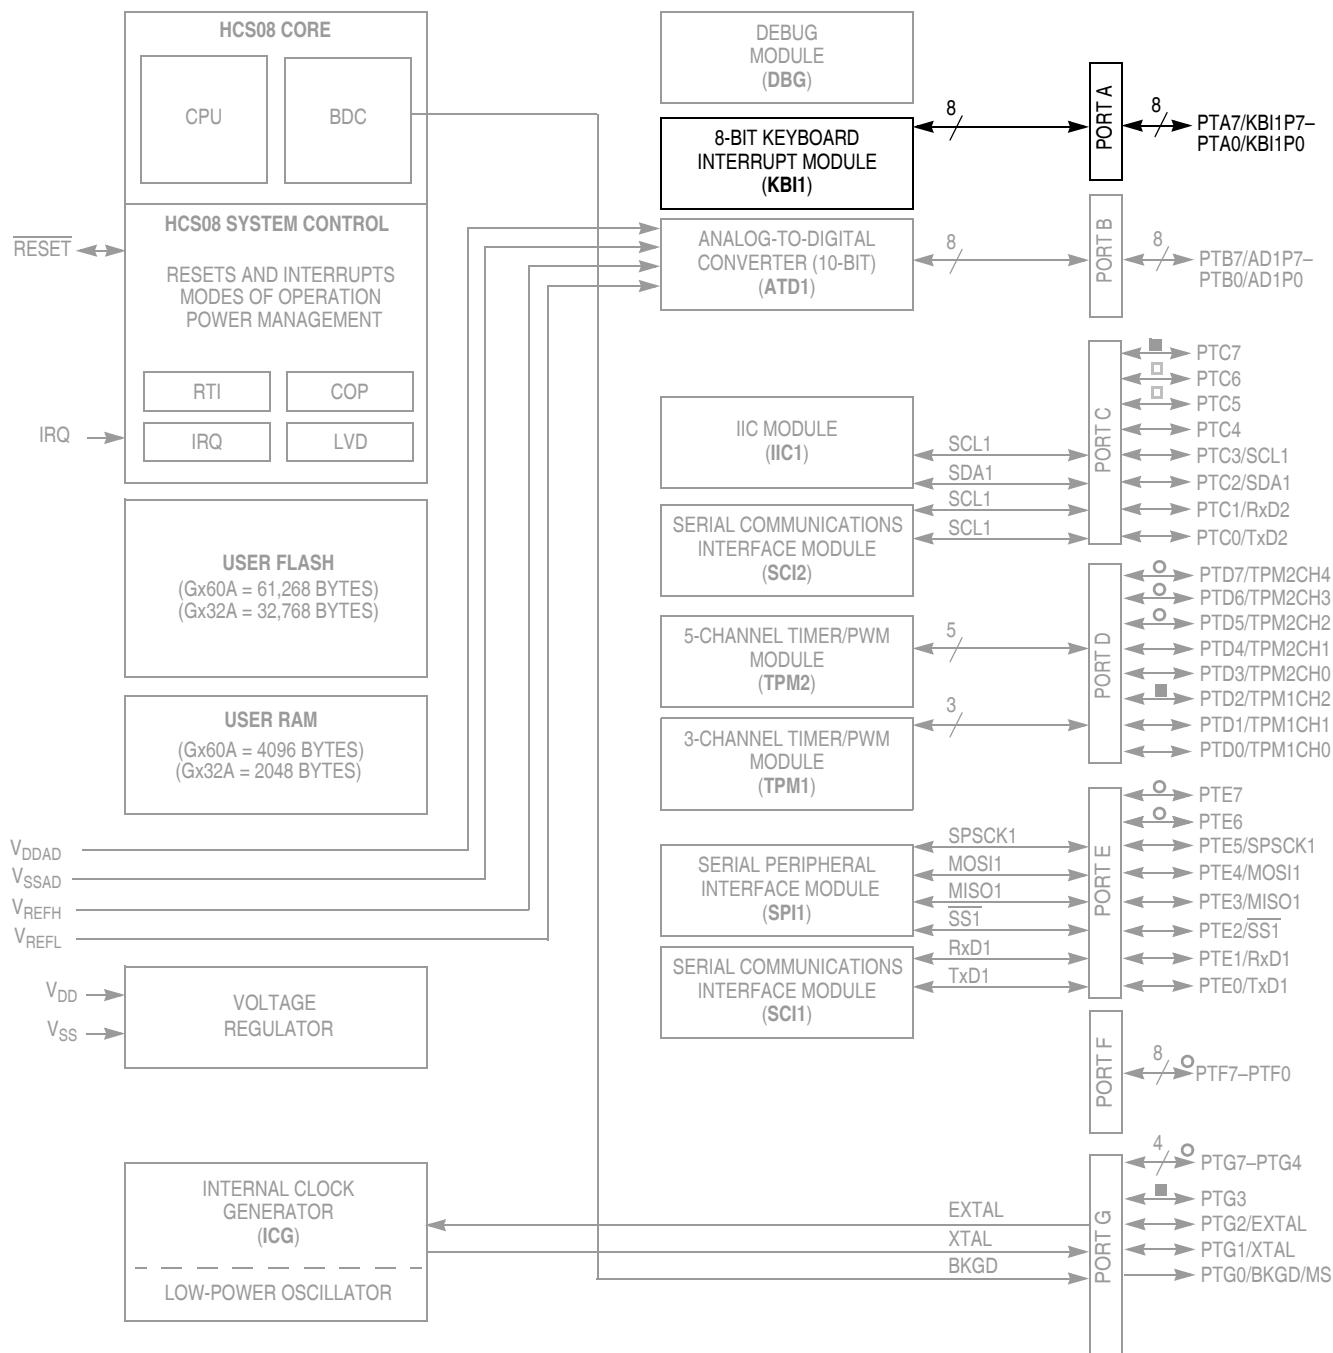 HCS08 CORE
CPU
BDC
HCS08 SYSTEM CONTROL
RESET
RESETS AND INTERRUPTS
MODES OF OPERATION
POWER MANAGEMENT
RTI
COP
IRQ
IRQ
LVD
USER FLASH
(Gx60A = 61,268 BYTES)
(Gx32A = 32,768 BYTES)
USER RAM
(Gx60A = 4096 BYTES)
(Gx32A = 2048 BYTES)
VDDAD
VSSAD
VREFH
VREFL
VDD
VSS
VOLTAGE
REGULATOR
INTERNAL CLOCK
GENERATOR
(ICG)
LOW-POWER OSCILLATOR
DEBUG
MODULE
(DBG)
8-BIT KEYBOARD
INTERRUPT MODULE
(KBI1)
8
PORT A
8
PTA7/KBI1P7–
PTA0/KBI1P0
ANALOG-TO-DIGITAL
CONVERTER (10-BIT)
(ATD1)
8
PORT B
8
PTB7/AD1P7–
PTB0/AD1P0
IIC MODULE
(IIC1)
SCL1
SDA1
SERIAL COMMUNICATIONS
INTERFACE MODULE
(SCI2)
SCL1
SCL1
PORT C
PTC7
PTC6
PTC5
PTC4
PTC3/SCL1
PTC2/SDA1
PTC1/RxD2
PTC0/TxD2
5-CHANNEL TIMER/PWM
MODULE
(TPM2)
5
3-CHANNEL TIMER/PWM
MODULE
(TPM1)
3
PORT D
PTD7/TPM2CH4
PTD6/TPM2CH3
PTD5/TPM2CH2
PTD4/TPM2CH1
PTD3/TPM2CH0
PTD2/TPM1CH2
PTD1/TPM1CH1
PTD0/TPM1CH0
SERIAL PERIPHERAL
INTERFACE MODULE
(SPI1)
SPSCK1
MOSI1
MISO1
SS1
SERIAL COMMUNICATIONS
INTERFACE MODULE
(SCI1)
RxD1
TxD1
PORT E
PTE7
PTE6
PTE5/SPSCK1
PTE4/MOSI1
PTE3/MISO1
PTE2/SS1
PTE1/RxD1
PTE0/TxD1
PORT F
8
PTF7–PTF0
EXTAL
XTAL
BKGD
PORT G
4
PTG7–PTG4
PTG3
PTG2/EXTAL
PTG1/XTAL
PTG0/BKGD/MS